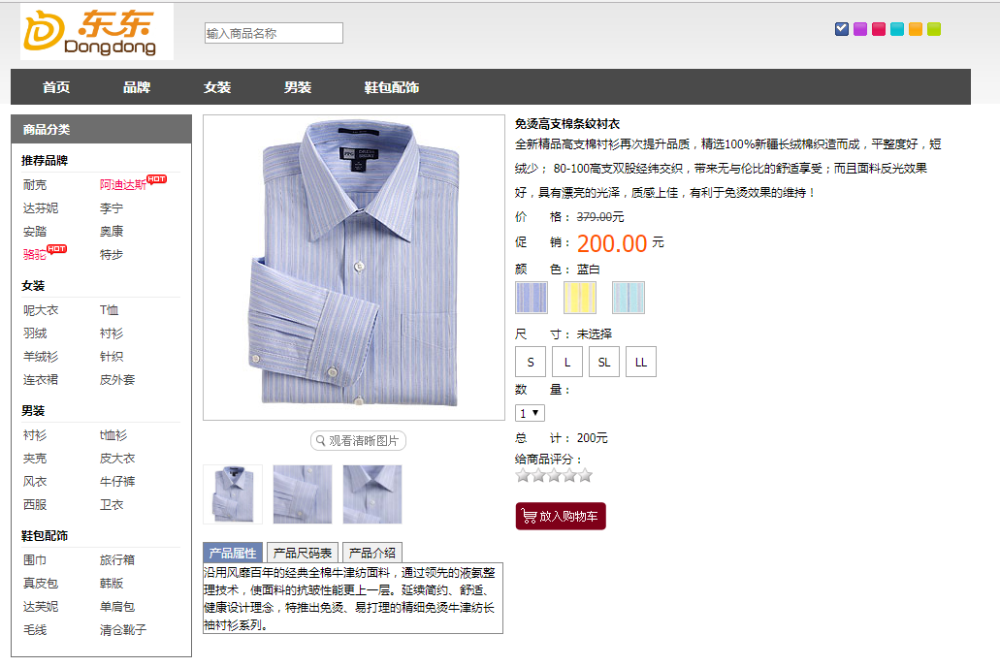 东东
Dongdong
输入商品名称
首页 品牌 女装 男装 鞋包配饰
商品分类
推荐品牌
耐克 阿迪达斯 HOT
达芬妮 李宁
安踏 奥康
骆驼 HOT 特步
女装
呢大衣 T恤
羽绒 衬衫
羊绒衫 针织
连衣裙 皮外套
男装
衬衫 t恤衫
夹克 皮大衣
风衣 牛仔裤
西服 卫衣
鞋包配饰
围巾 旅行箱
真皮包 韩版
达芙妮 单肩包
毛线 清仓靴子
观看清晰图片
产品属性 产品尺码表 产品介绍
沿用风靡百年的经典全棉牛津纺面料，通过领先的液氨整
理技术，使面料的抗皱性能更上一层。延续简约、舒适、
健康设计理念，特推出免烫、易打理的精细免烫牛津纺长
袖衬衫系列。
免烫高支棉条纹衬衣
全新精品高支棉衬衫再次提升品质，精选100%新疆长绒棉织造而成，平整度好，短
绒少； 80-100高支双股经纬交织，带来无与伦比的舒适享受；而且面料反光效果
好，具有漂亮的光泽，质感上佳，有利于免烫效果的维持！
价 格： 379.00元
促 销： 200.00 元
颜 色： 蓝白
尺 寸： 未选择
S L SL LL
数 量：
1
总 计： 200元
给商品评分：
放入购物车